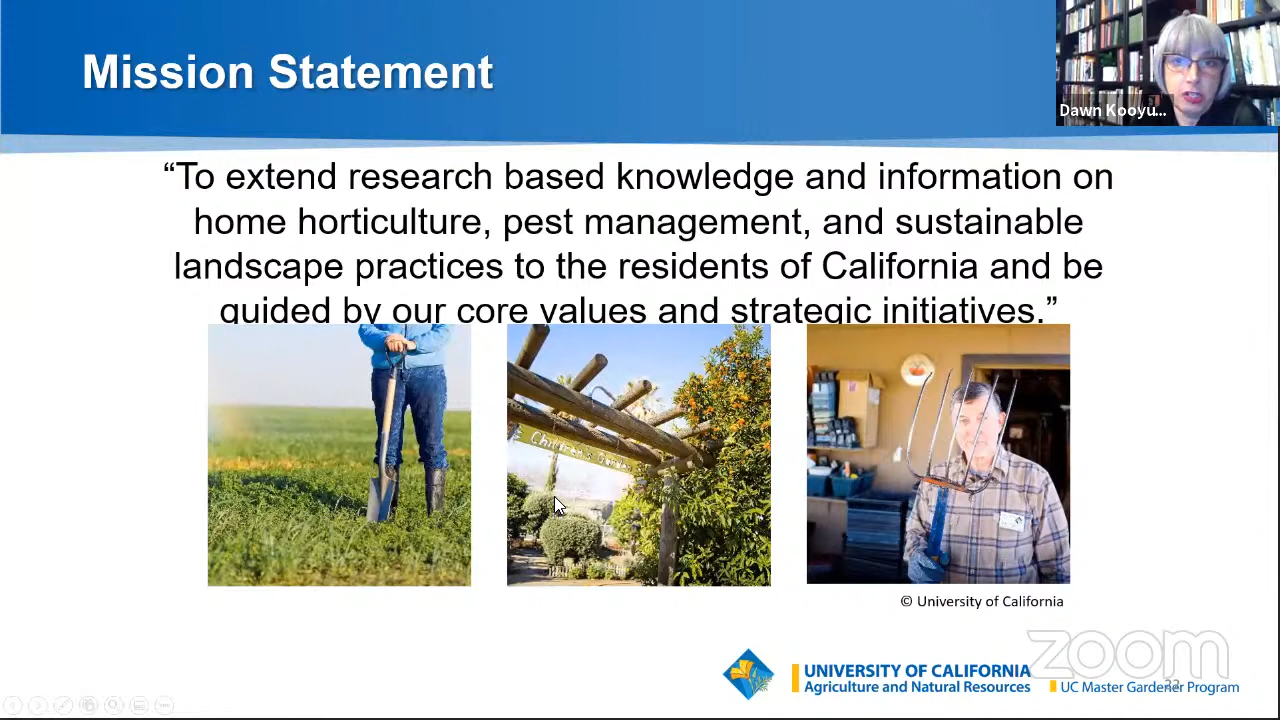 Mission Statement
Dawn Kooyu...
“To extend research based knowledge and information on
home horticulture, pest management, and sustainable
landscape practices to the residents of California and be
guided by our core values and strategic initiatives.”
Children's Garden
© University of California
zoom
UNIVERSITY OF CALIFORNIA
Agriculture and Natural Resources
UC Master Gardener Program